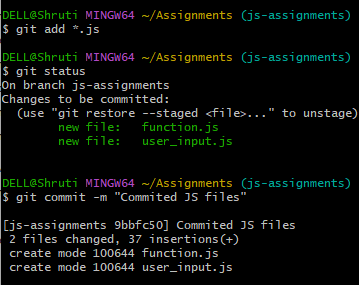 DELL@Shruti MINGW64 ~/Assignments (js-assignments)
$ git add *.js
DELL@Shruti MINGW64 ~/Assignments (js-assignments)
$ git status
On branch js-assignments
Changes to be committed:
(use "git restore --staged <file>..." to unstage)
new file: function.js
new file: user_input.js
DELL@Shruti MINGW64 ~/Assignments (js-assignments)
$ git commit -m "Commited JS files"
[js-assignments 9bbfc50] Commited JS files
2 files changed, 37 insertions(+)
create mode 100644 function.js
create mode 100644 user_input.js